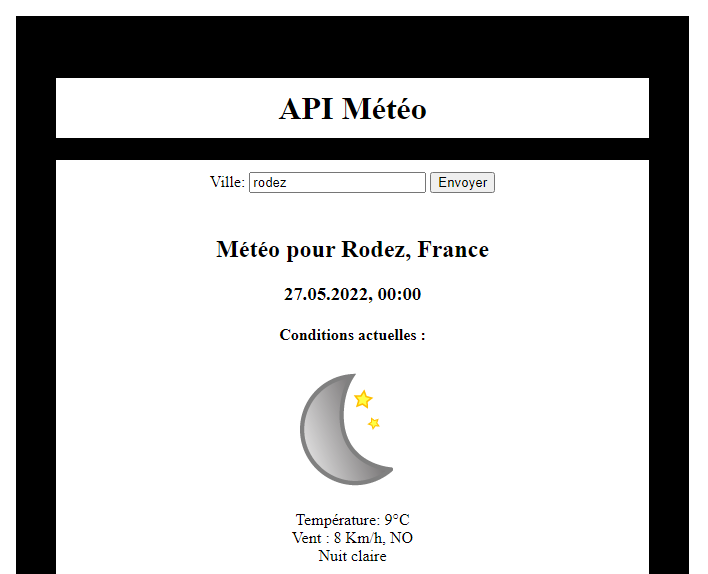 API Météo
Ville: rodez Envoyer
Météo pour Rodez, France
27.05.2022, 00:00
Conditions actuelles :
Température: 9°C
Vent : 8 Km/h, NO
Nuit claire